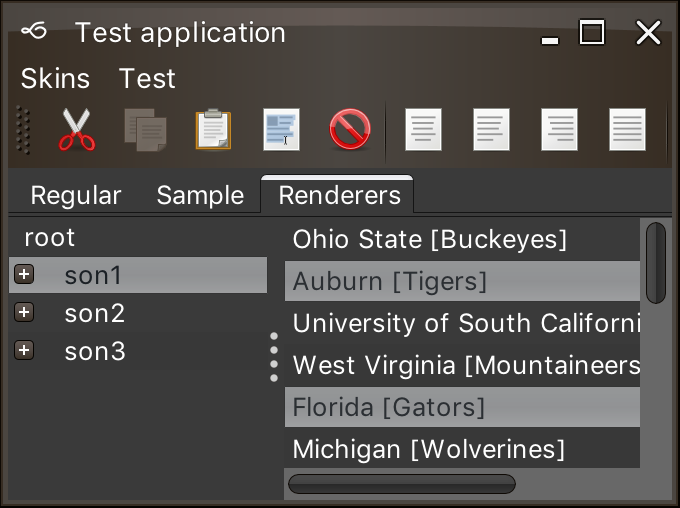 Test application
Skins Test
Regular Sample Renderers
root
son1
son2
son3
Ohio State [Buckeyes]
Auburn [Tigers]
University of South Californi
West Virginia [Mountaineers
Florida [Gators]
Michigan [Wolverines]